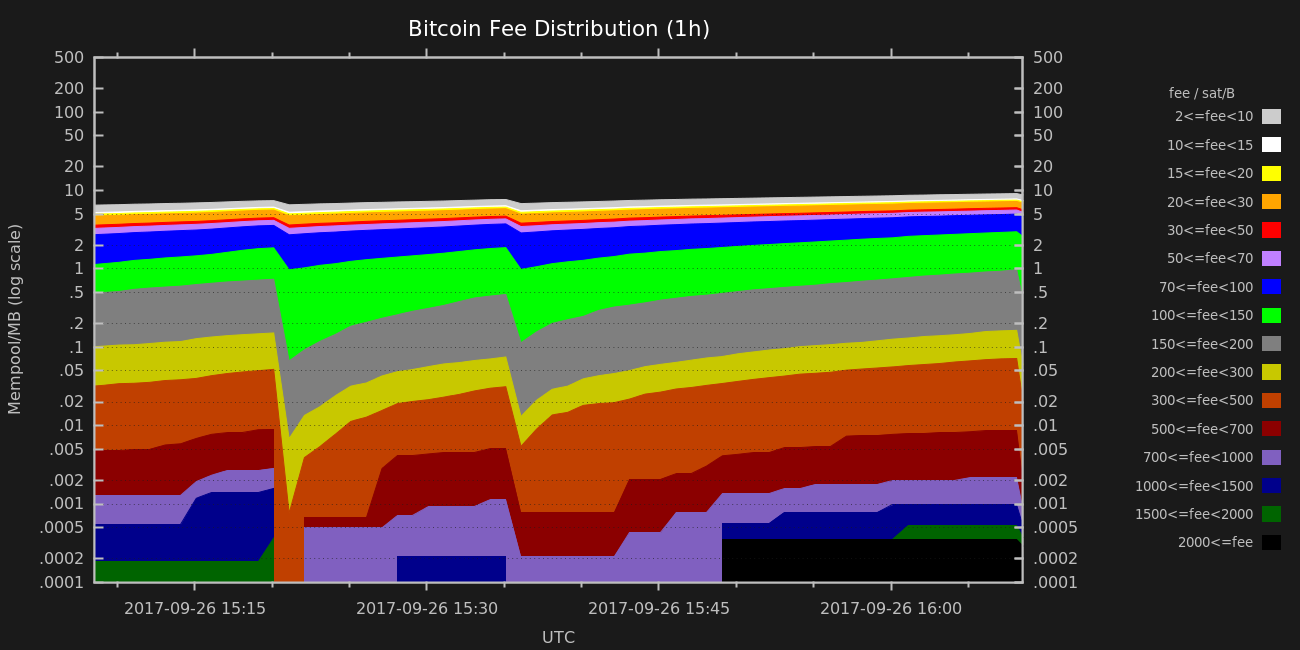 Bitcoin Fee Distribution (1h)
500
200
100
50
20
10
5
2
1
.5
.2
.1
.05
.02
.01
.005
.002
.001
.0005
.0002
.0001
Mempool/MB (log scale)
500
200
100
50
20
10
5
2
1
.5
.2
.1
.05
.02
.01
.005
.002
.001
.0005
.0002
.0001
2017-09-26 15:15
2017-09-26 15:30
2017-09-26 15:45
2017-09-26 16:00
UTC
fee / sat/B
2<=fee<10
10<=fee<15
15<=fee<20
20<=fee<30
30<=fee<50
50<=fee<70
70<=fee<100
100<=fee<150
150<=fee<200
200<=fee<300
300<=fee<500
500<=fee<700
700<=fee<1000
1000<=fee<1500
1500<=fee<2000
2000<=fee